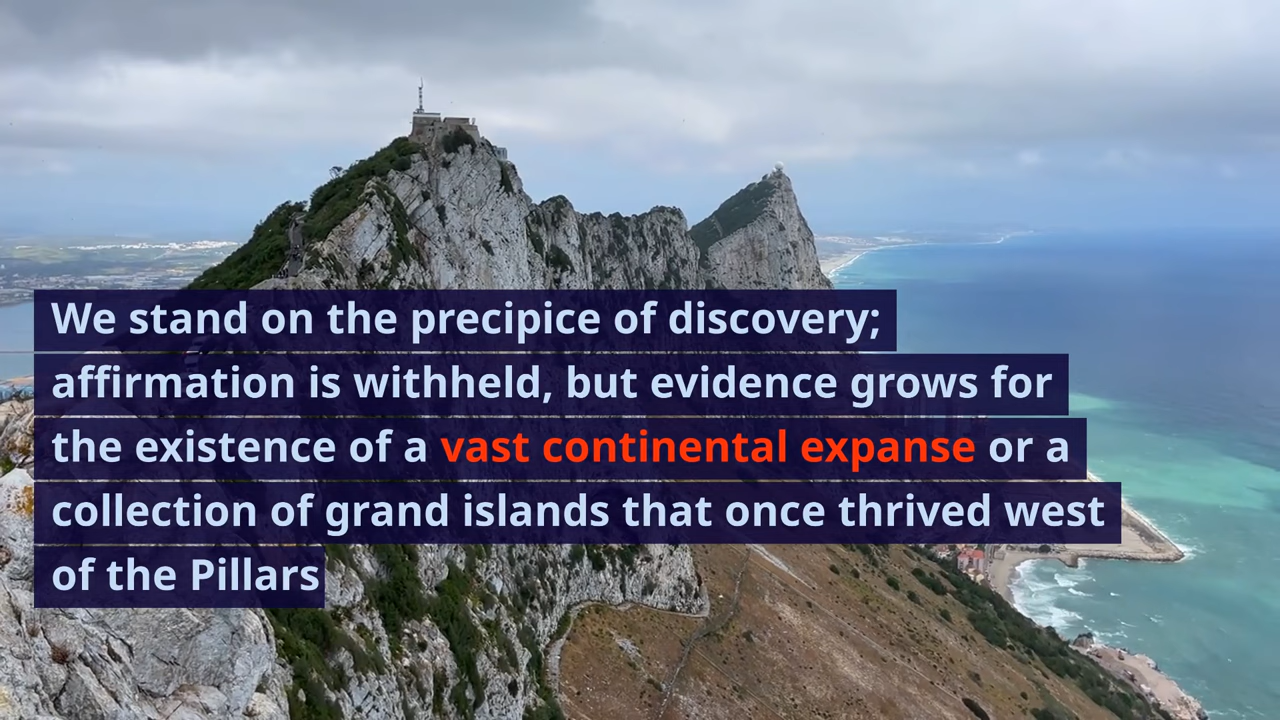 We stand on the precipice of discovery;
affirmation is withheld, but evidence grows for
the existence of a vast continental expanse or a
collection of grand islands that once thrived west
of the Pillars